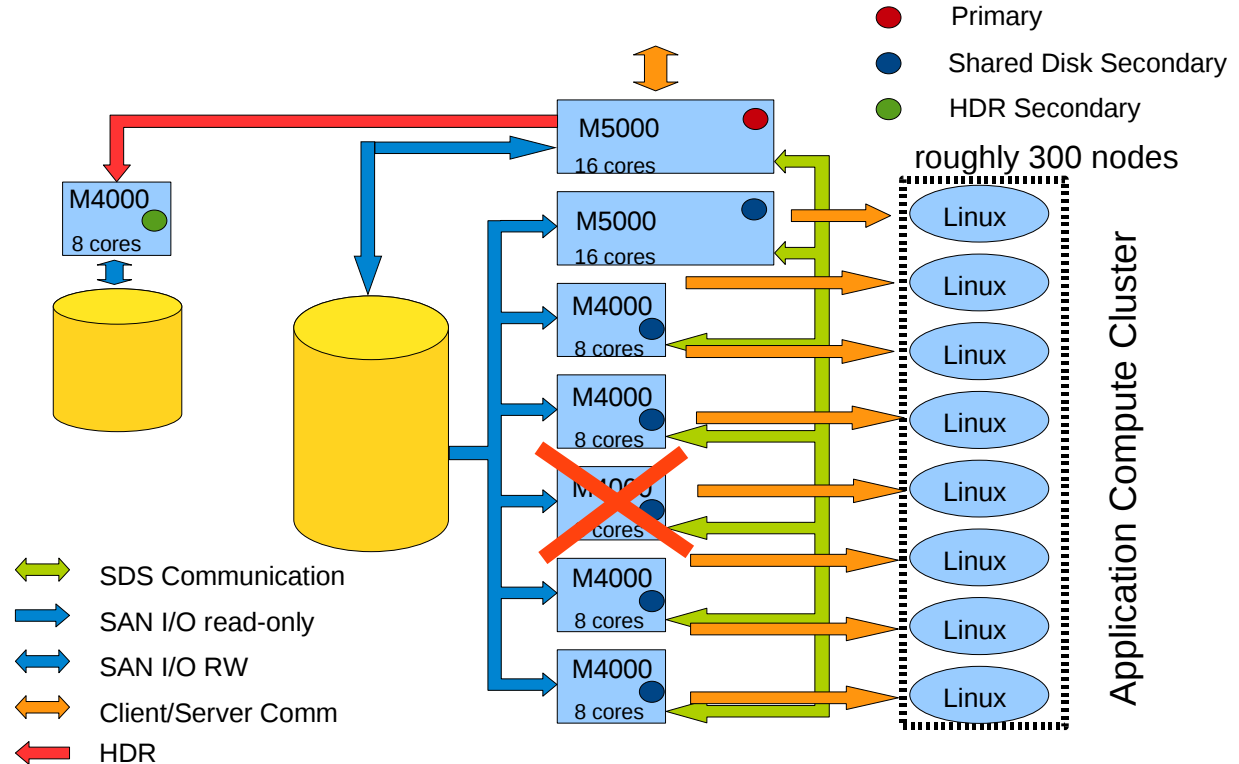 Primary
Shared Disk Secondary
HDR Secondary
roughly 300 nodes
M5000
16 cores
M4000
8 cores
M5000
16 cores
M4000
8 cores
M4000
8 cores
M4000
cores
M4000
8 cores
M4000
8 cores
Linux
Linux
Linux
Linux
Linux
Linux
Linux
Linux
Application Compute Cluster
SDS Communication
SAN I/O read-only
SAN I/O RW
Client/Server Comm
HDR